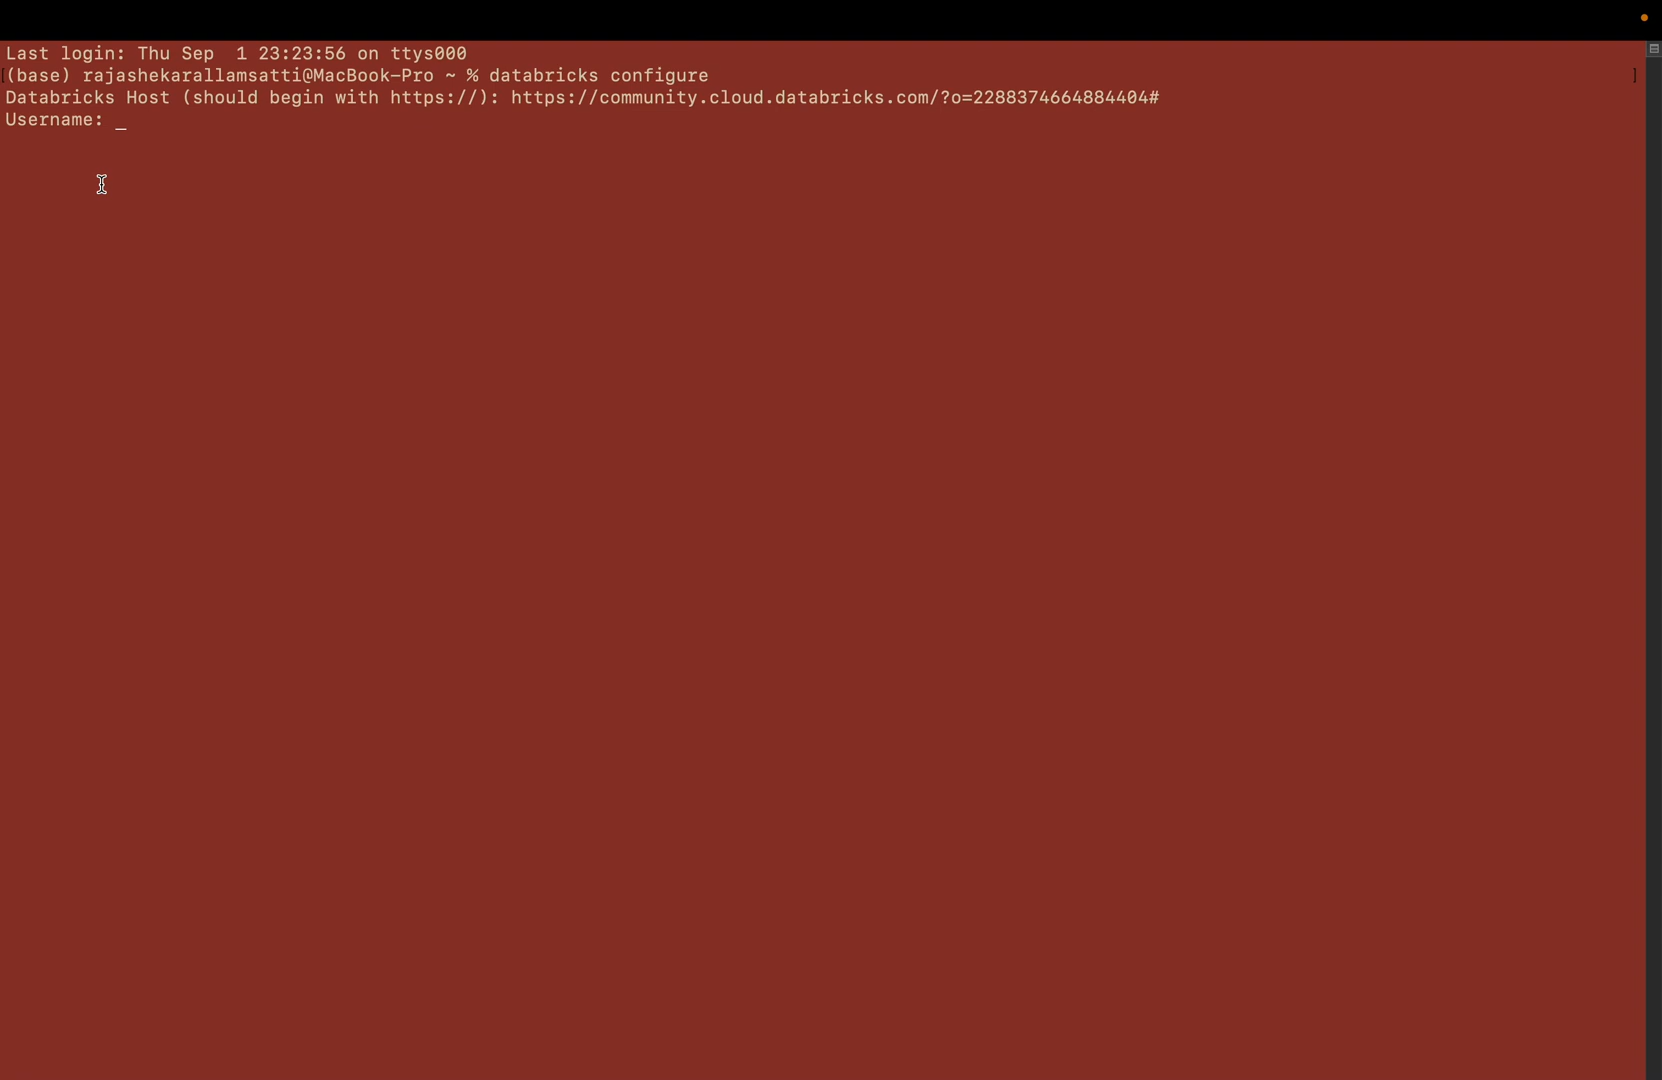 Last login: Thu Sep  1 23:23:56 on ttys000
[(base) rajashekarallamsatti@MacBook-Pro ~ % databricks configure ]
Databricks Host (should begin with https://): https://community.cloud.databricks.com/?o=2288374664884404#
Username: _